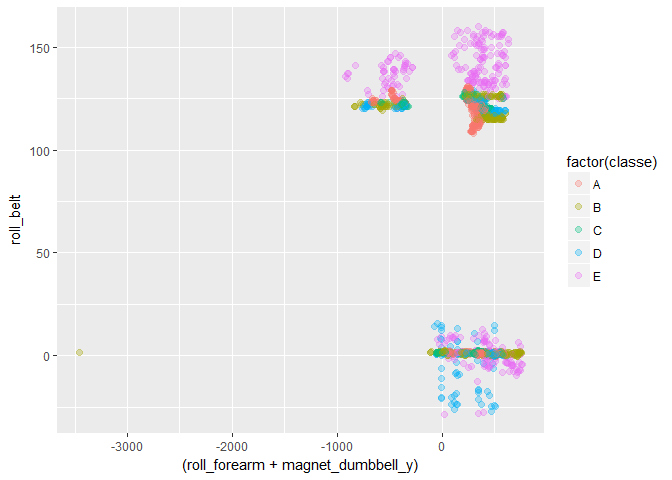 150
100
50
0
roll_belt
-3000
-2000
-1000
0
(roll_forearm + magnet_dumbbell_y)
factor(classe)
A
B
C
D
E